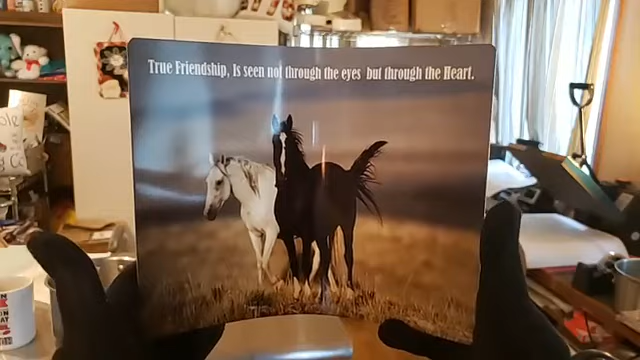 True Friendship, Is seen not through the eyes but through the Heart.